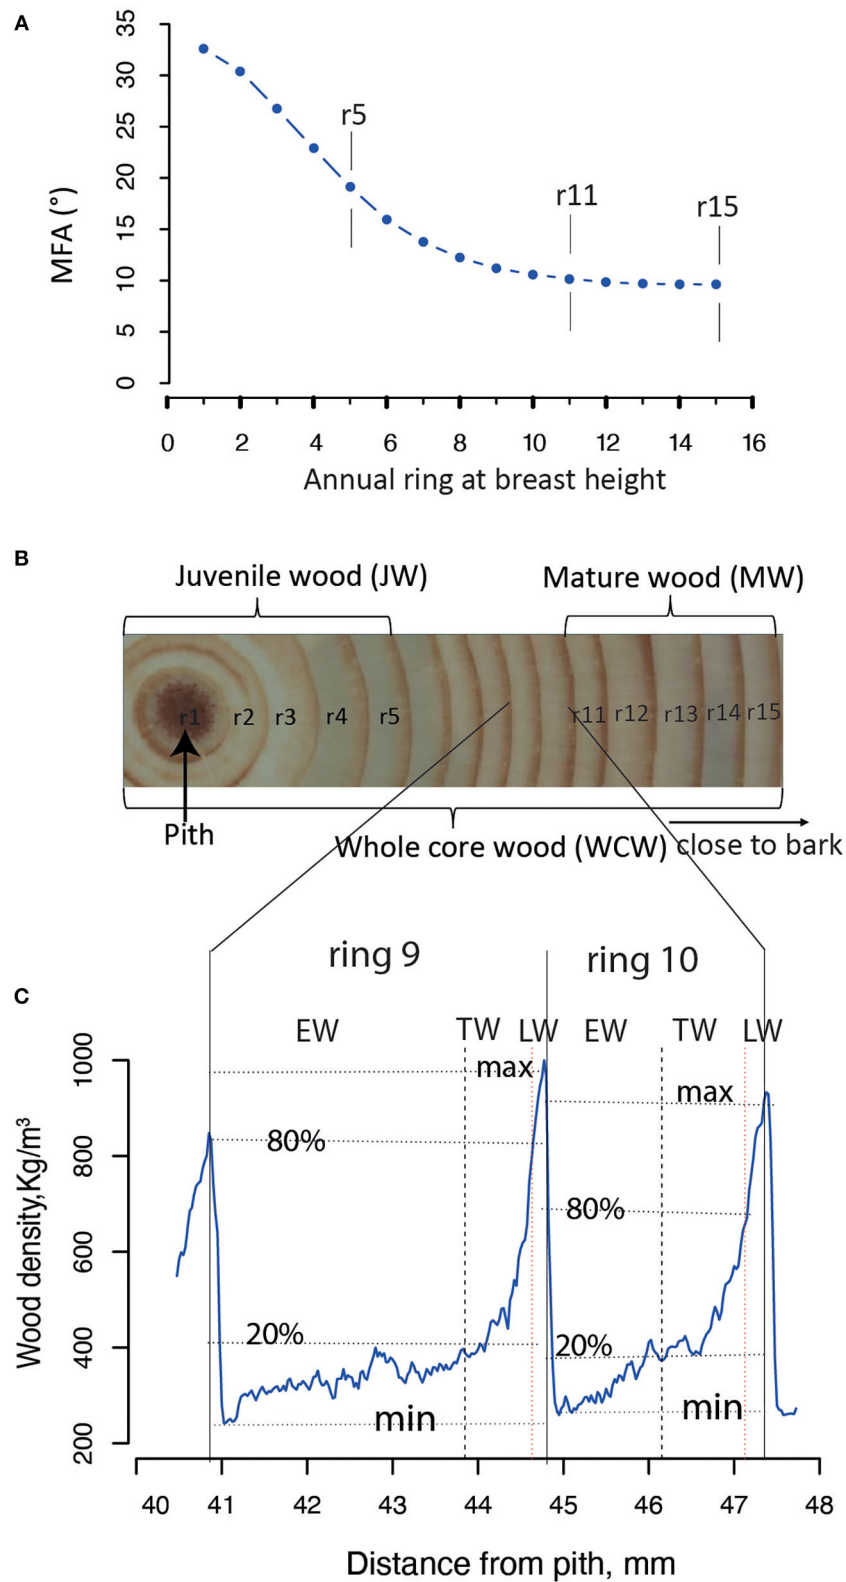 A
35
30
25
20
15
10
5
0
MFA (°)
r5
r11
r15
0 2 4 6 8 10 12 14 16
Annual ring at breast height
B
Juvenile wood (JW) Mature wood (MW)
r1 r2 r3 r4 r5 r11 r12 r13 r14 r15
Pith
Whole core wood (WCW) close to bark
ring 9 ring 10
C
EW TW LW EW TW LW
1000
800
600
400
200
Wood density,Kg/m³
max max
80% 80%
20% 20%
min min
40 41 42 43 44 45 46 47 48
Distance from pith, mm